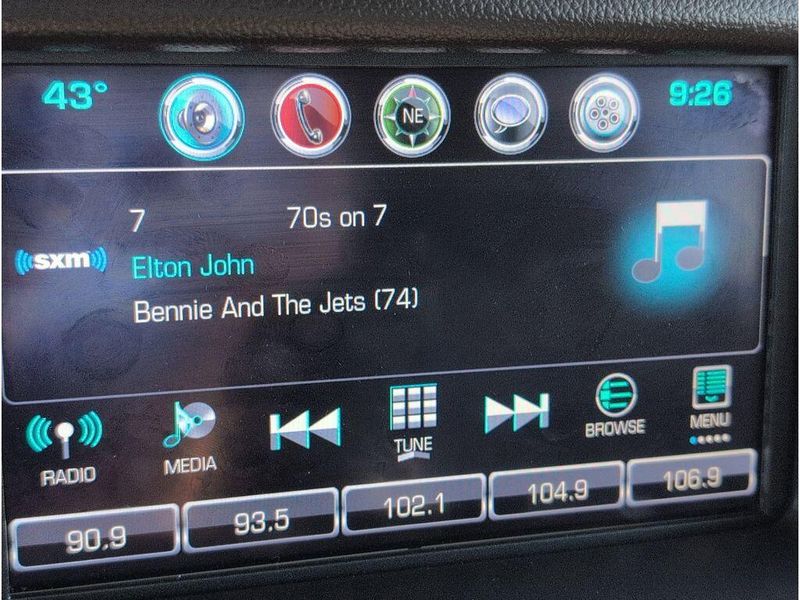 43°
NE
9:26
7 70s on 7
sxm
Elton John
Bennie And The Jets (74)
RADIO
MEDIA
TUNE
BROWSE
MENU
90.9
93.5
102.1
104.9
106.9